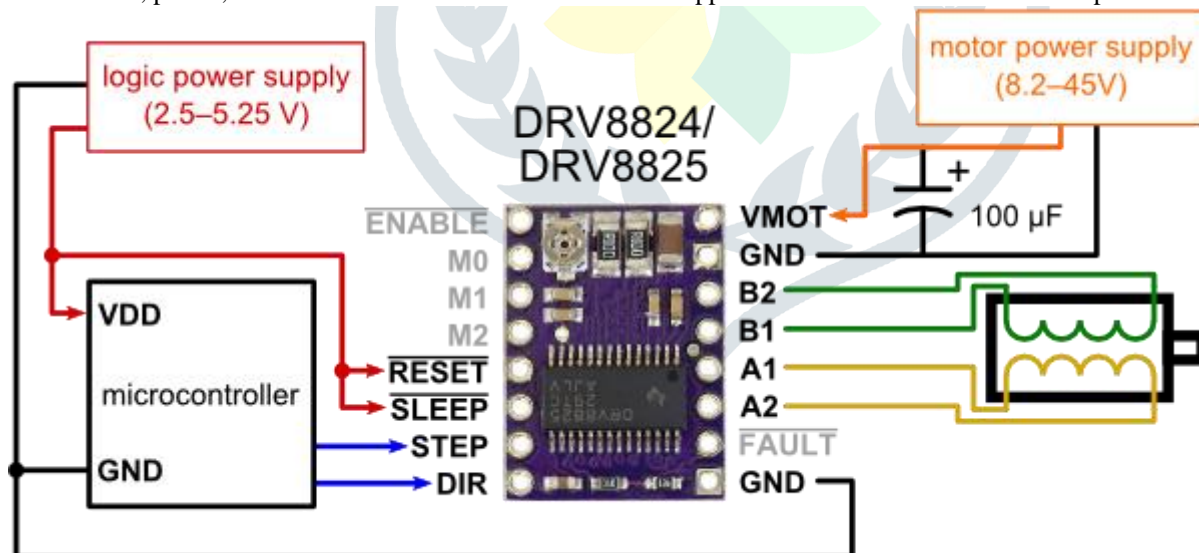 logic power supply
(2.5–5.25 V)
motor power supply
(8.2–45V)
DRV8824/
DRV8825
+
100 µF
ENABLE
M0
M1
M2
RESET
SLEEP
STEP
DIR
VMOT
GND
B2
B1
A1
A2
FAULT
GND
VDD
microcontroller
GND